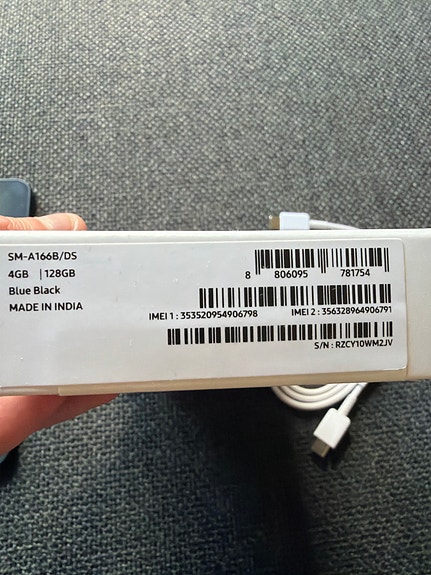 SM-A166B/DS
4GB | 128GB
Blue Black
MADE IN INDIA
8 806095 781754
IMEI 1 : 353520954906798 IMEI 2 : 356328964906791
S/N : RZCY10WM2JV